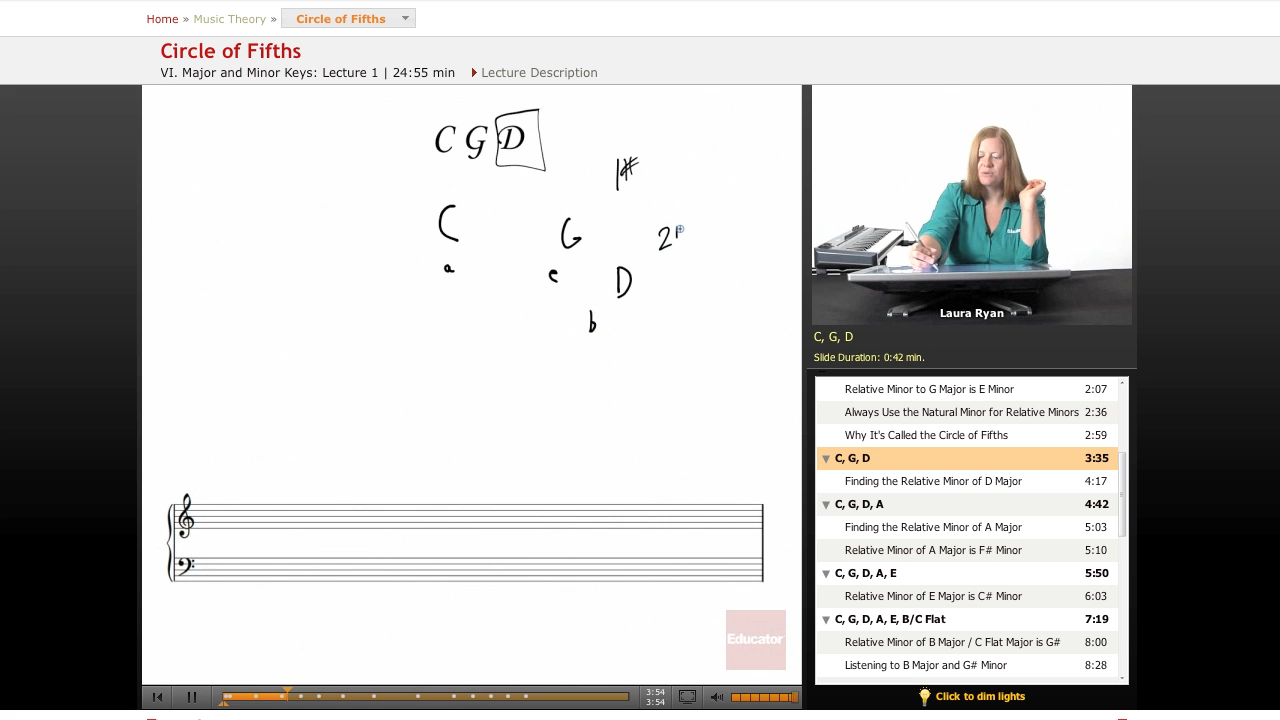 Home » Music Theory » Circle of Fifths
Circle of Fifths
VI. Major and Minor Keys: Lecture 1 | 24:55 min Lecture Description
C G D
1#
C G 2
a e D
b
Educator
Laura Ryan
C, G, D
Slide Duration: 0:42 min.
Relative Minor to G Major is E Minor 2:07
Always Use the Natural Minor for Relative Minors 2:36
Why It's Called the Circle of Fifths 2:59
C, G, D 3:35
Finding the Relative Minor of D Major 4:17
C, G, D, A 4:42
Finding the Relative Minor of A Major 5:03
Relative Minor of A Major is F# Minor 5:10
C, G, D, A, E 5:50
Relative Minor of E Major is C# Minor 6:03
C, G, D, A, E, B/C Flat 7:19
Relative Minor of B Major / C Flat Major is G# 8:00
Listening to B Major and G# Minor 8:28
3:54
3:54
Click to dim lights